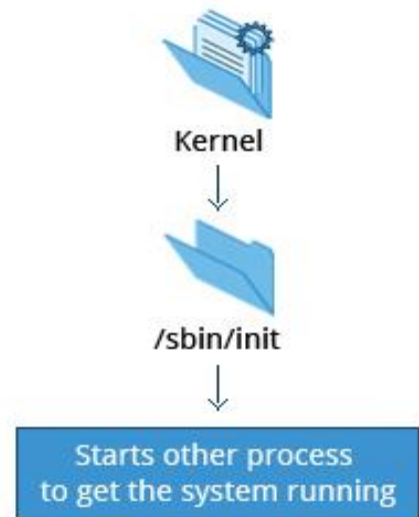 Kernel
/sbin/init
Starts other process
to get the system running